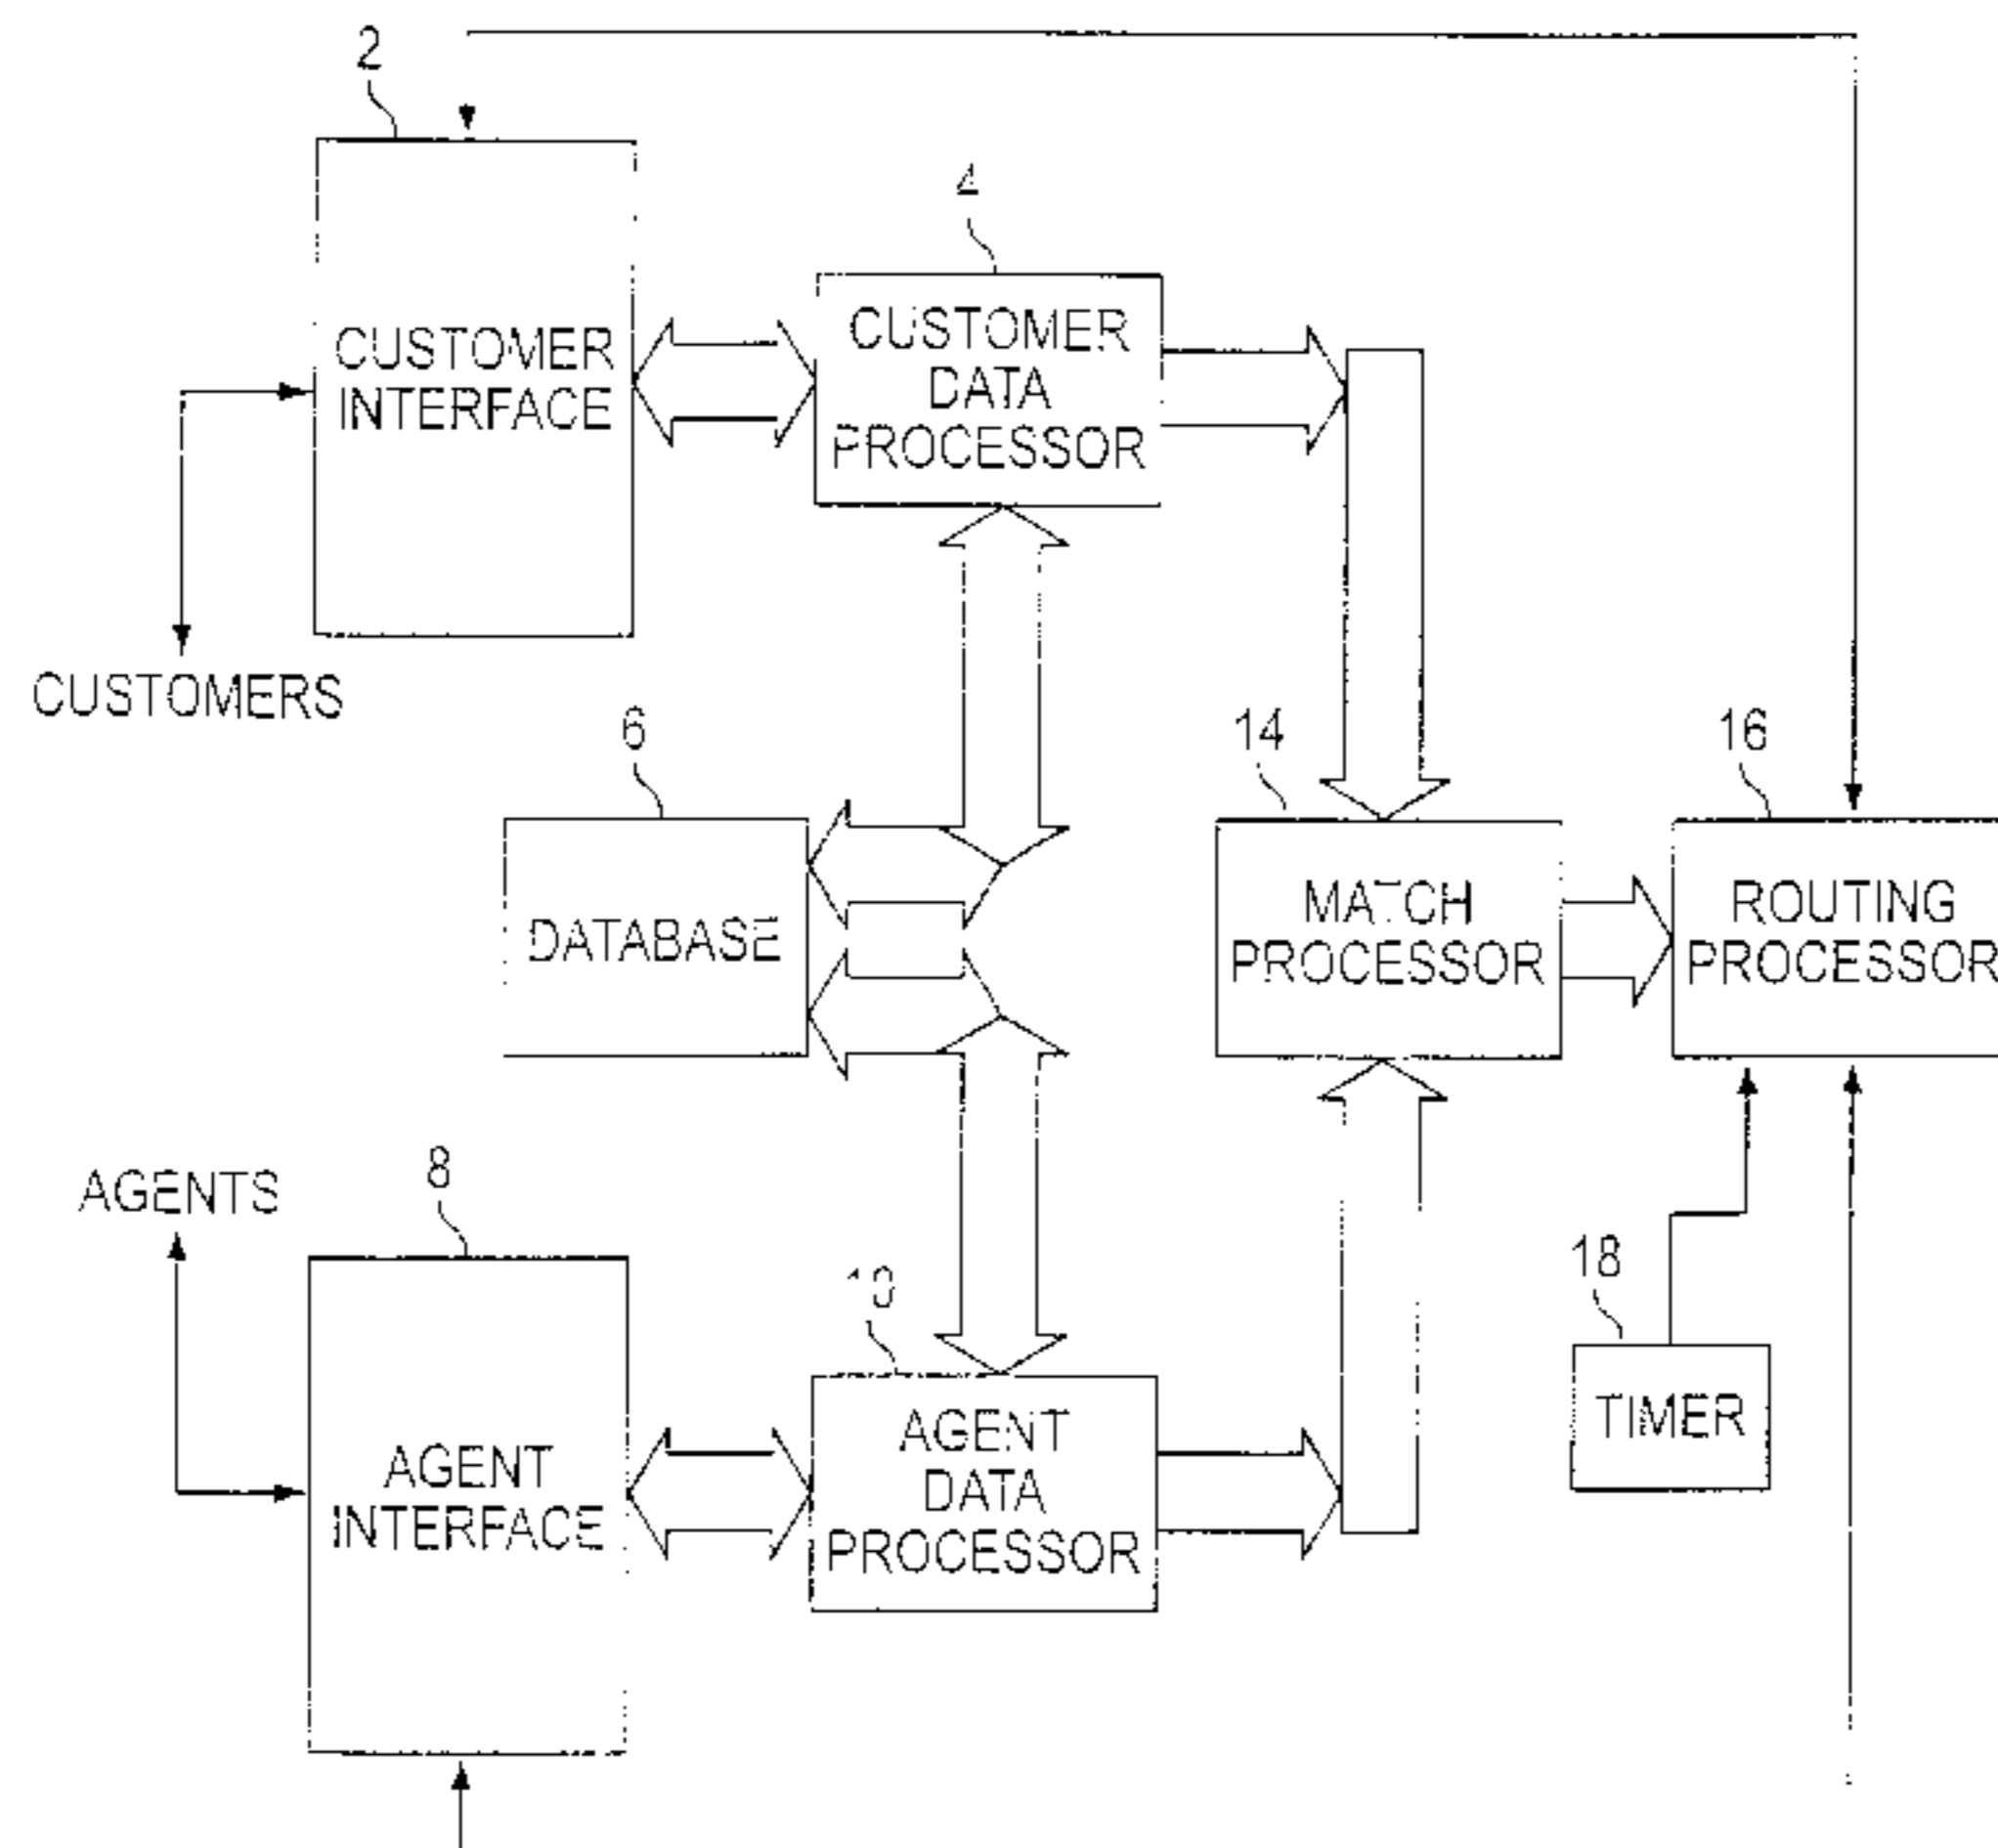 2
4
CUSTOMER
INTERFACE
CUSTOMER
DATA
PROCESSOR
CUSTOMERS
6
14
16
DATABASE
MATCH
PROCESSOR
ROUTING
PROCESSOR
AGENTS
8
10
18
TIMER
AGENT
INTERFACE
AGENT
DATA
PROCESSOR